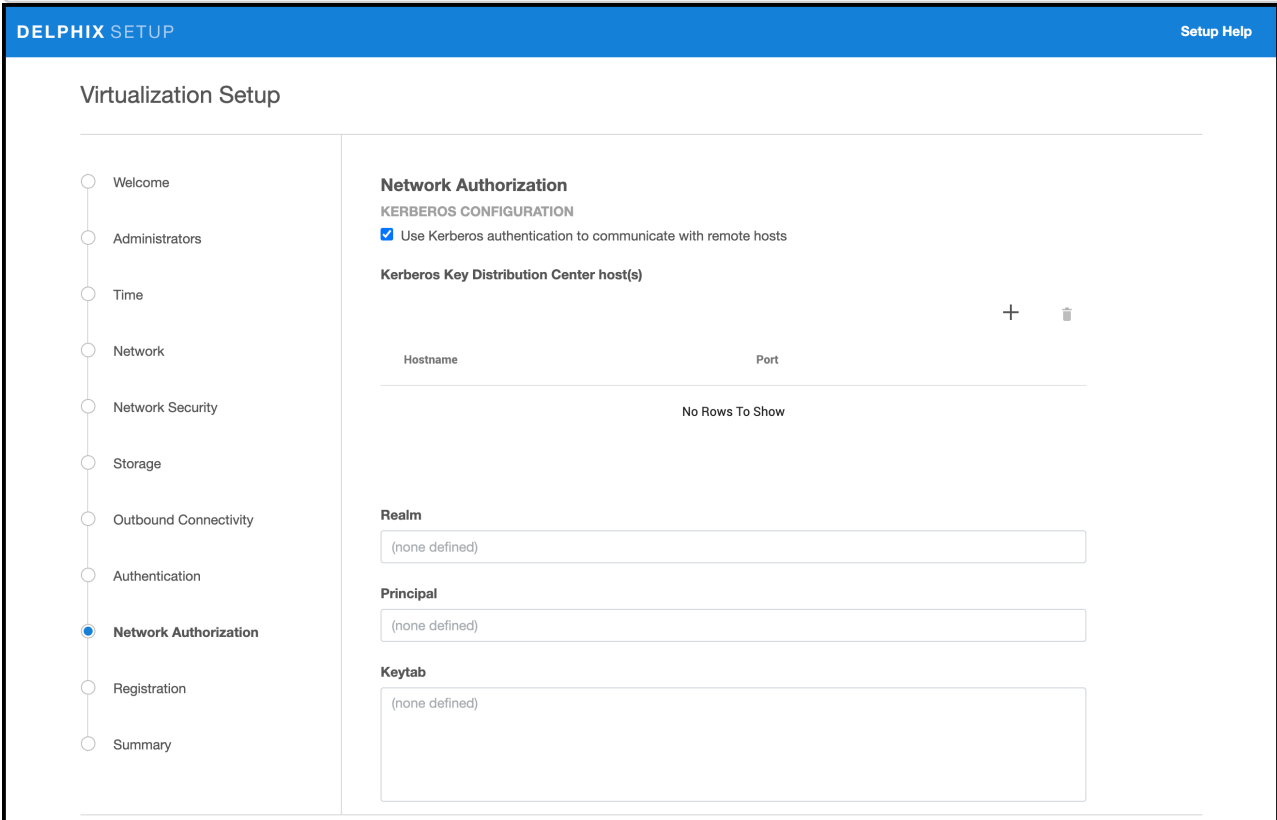 DELPHIX SETUP
Setup Help
Virtualization Setup
Welcome
Administrators
Time
Network
Network Security
Storage
Outbound Connectivity
Authentication
Network Authorization
Registration
Summary
Network Authorization
KERBEROS CONFIGURATION
Use Kerberos authentication to communicate with remote hosts
Kerberos Key Distribution Center host(s)
Hostname Port
No Rows To Show
Realm
(none defined)
Principal
(none defined)
Keytab
(none defined)